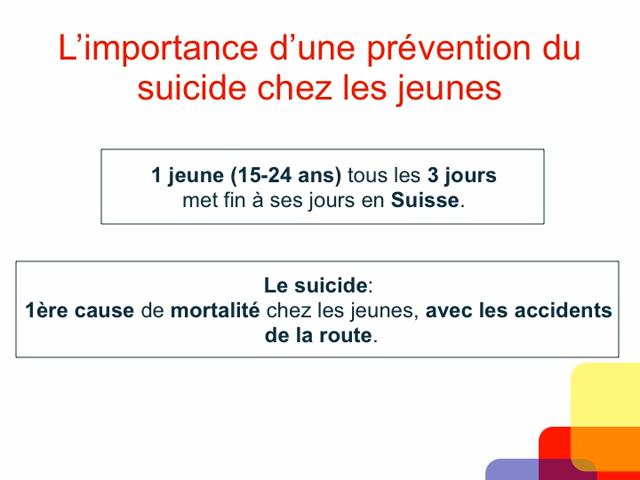 L’importance d’une prévention du
suicide chez les jeunes
1 jeune (15-24 ans) tous les 3 jours
met fin à ses jours en Suisse.
Le suicide:
1ère cause de mortalité chez les jeunes, avec les accidents
de la route.